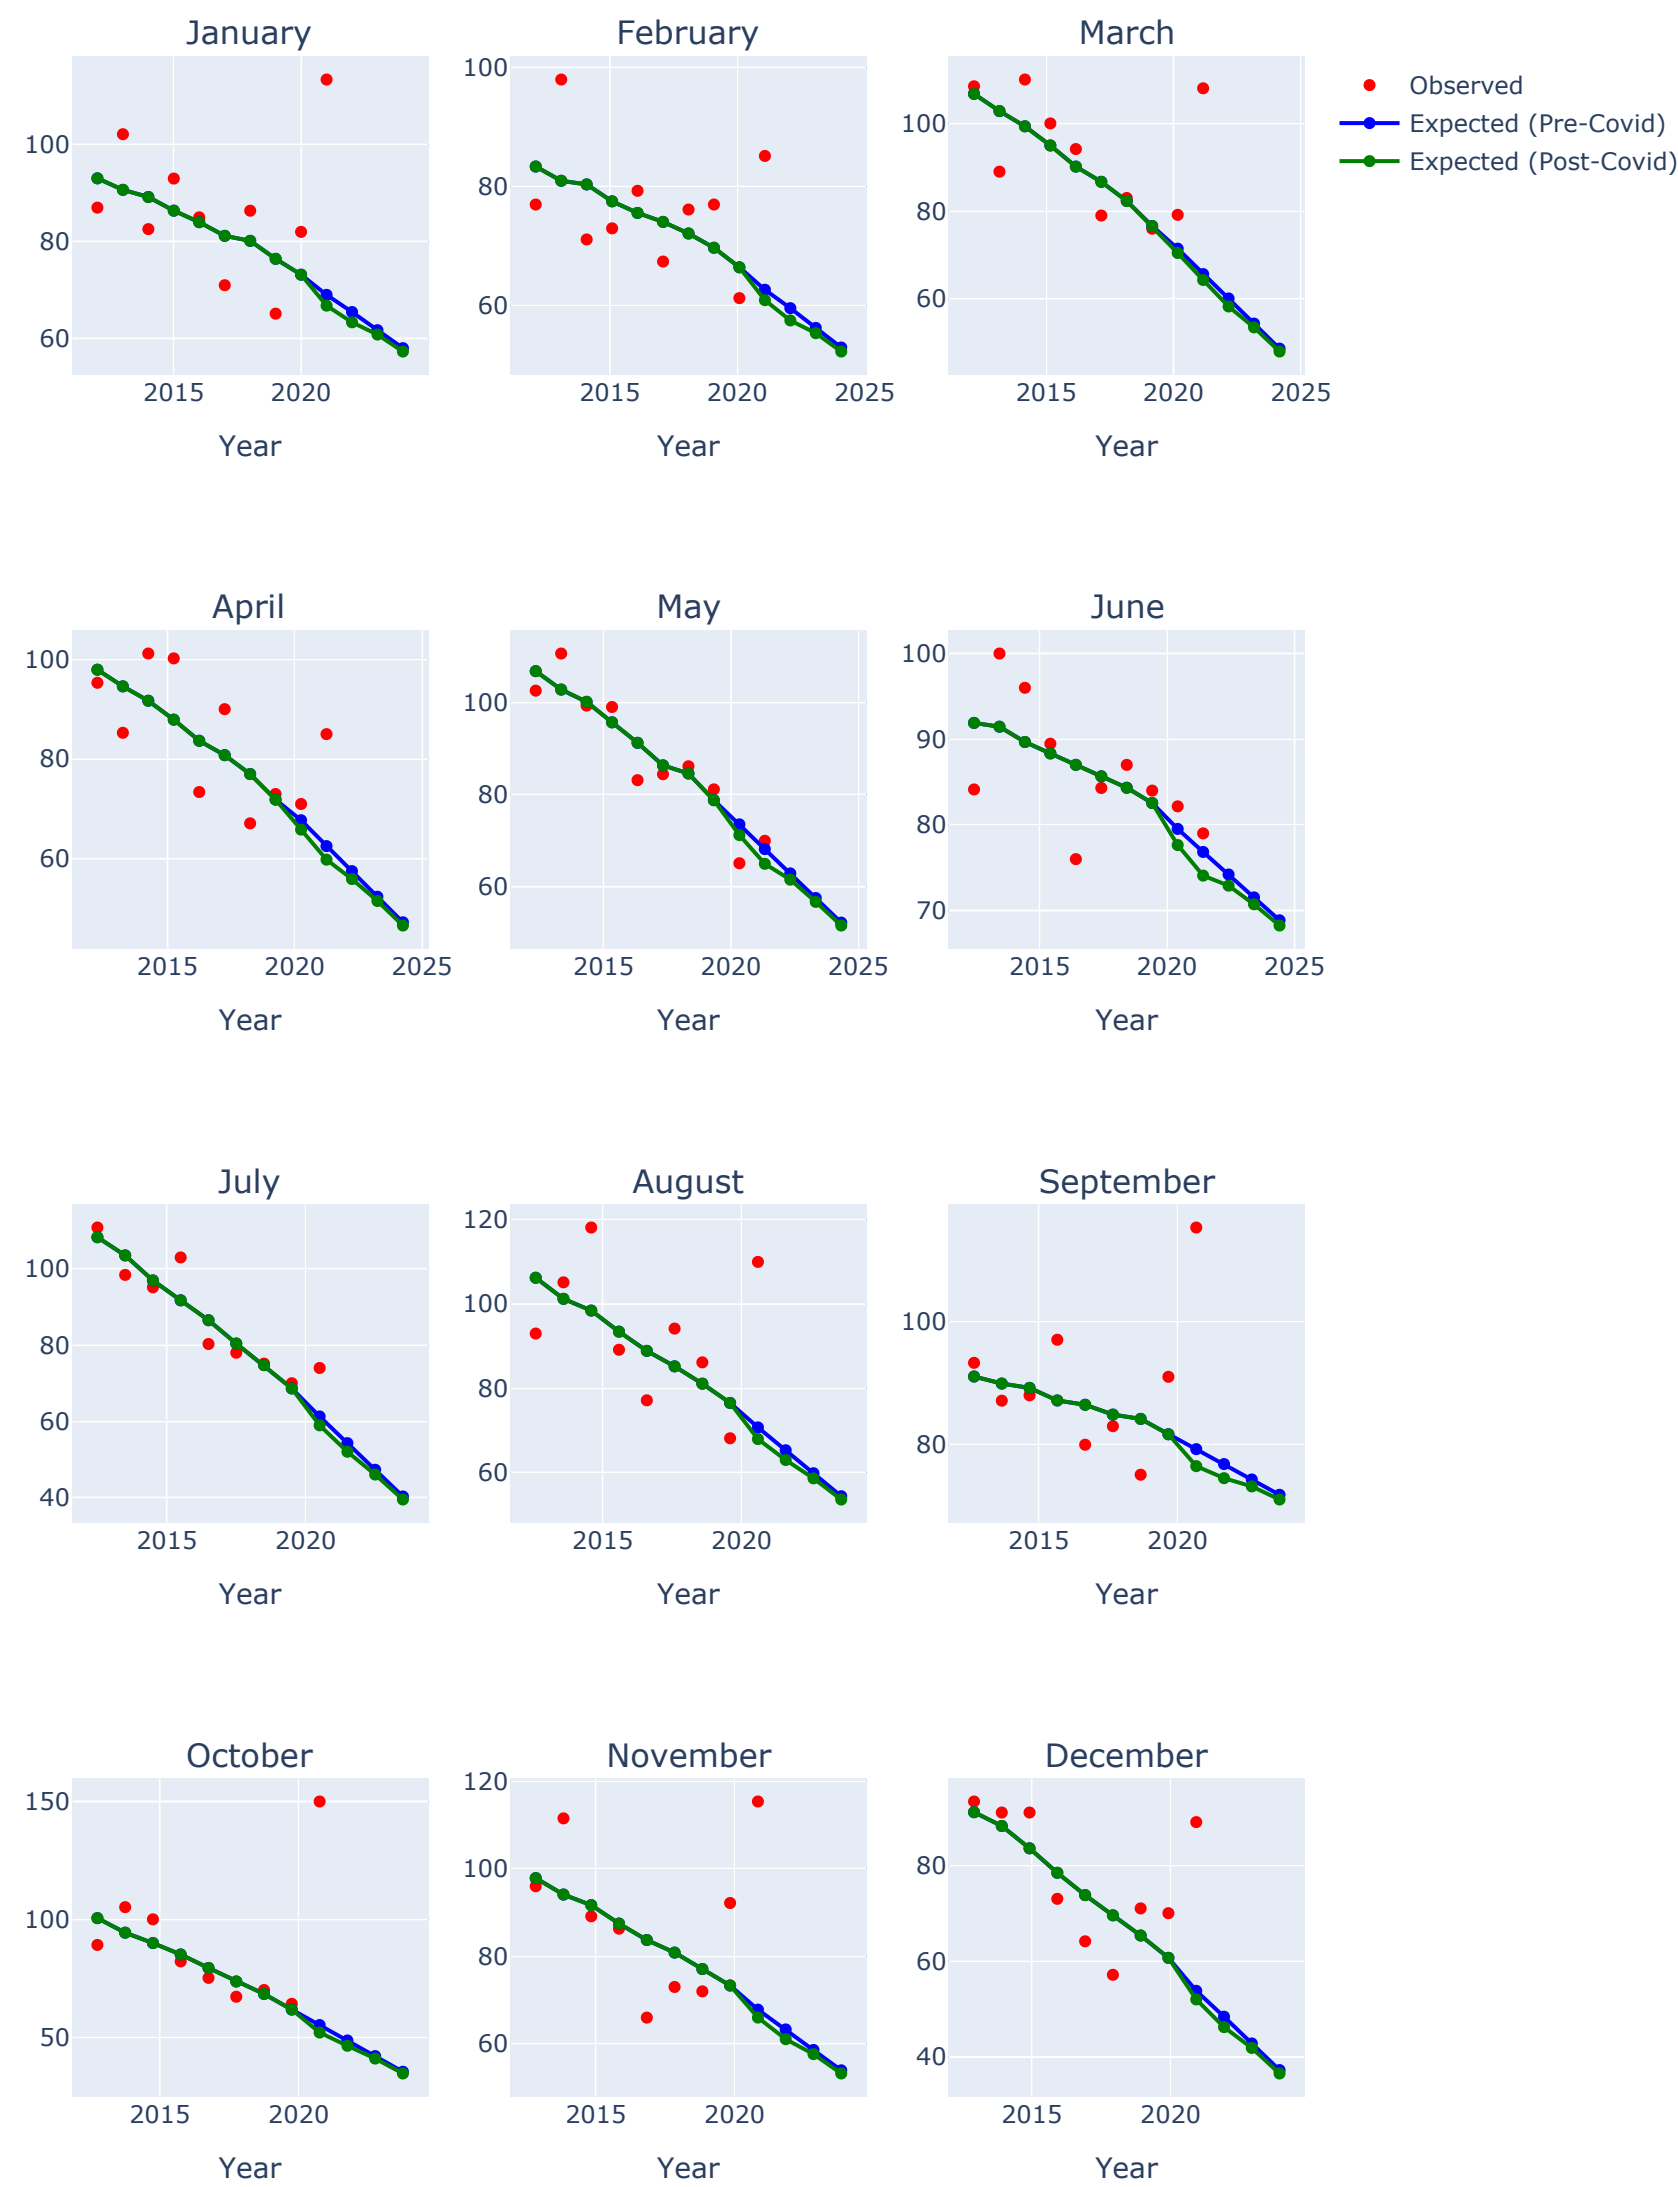 January
February
March
Observed
Expected (Pre-Covid)
Expected (Post-Covid)
100
80
60
100
80
60
100
80
60
2015
2020
2015
2020
2025
2015
2020
2025
Year
Year
Year
April
May
June
100
80
60
100
80
60
100
90
80
70
2015
2020
2025
2015
2020
2025
2015
2020
2025
Year
Year
Year
July
August
September
100
80
60
40
120
100
80
60
100
80
2015
2020
2015
2020
2015
2020
Year
Year
Year
October
November
December
150
100
50
120
100
80
60
80
60
40
2015
2020
2015
2020
2015
2020
Year
Year
Year